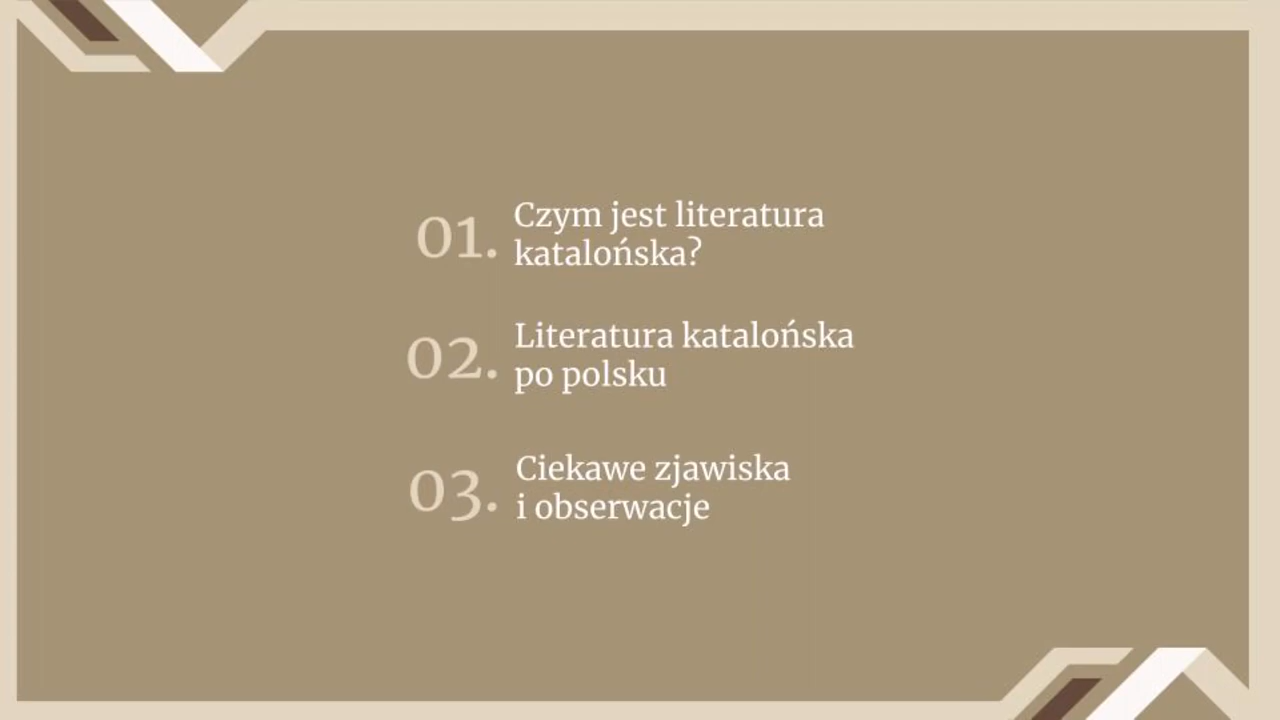 01. Czym jest literatura
katalońska?
02. Literatura katalońska
po polsku
03. Ciekawe zjawiska
i obserwacje